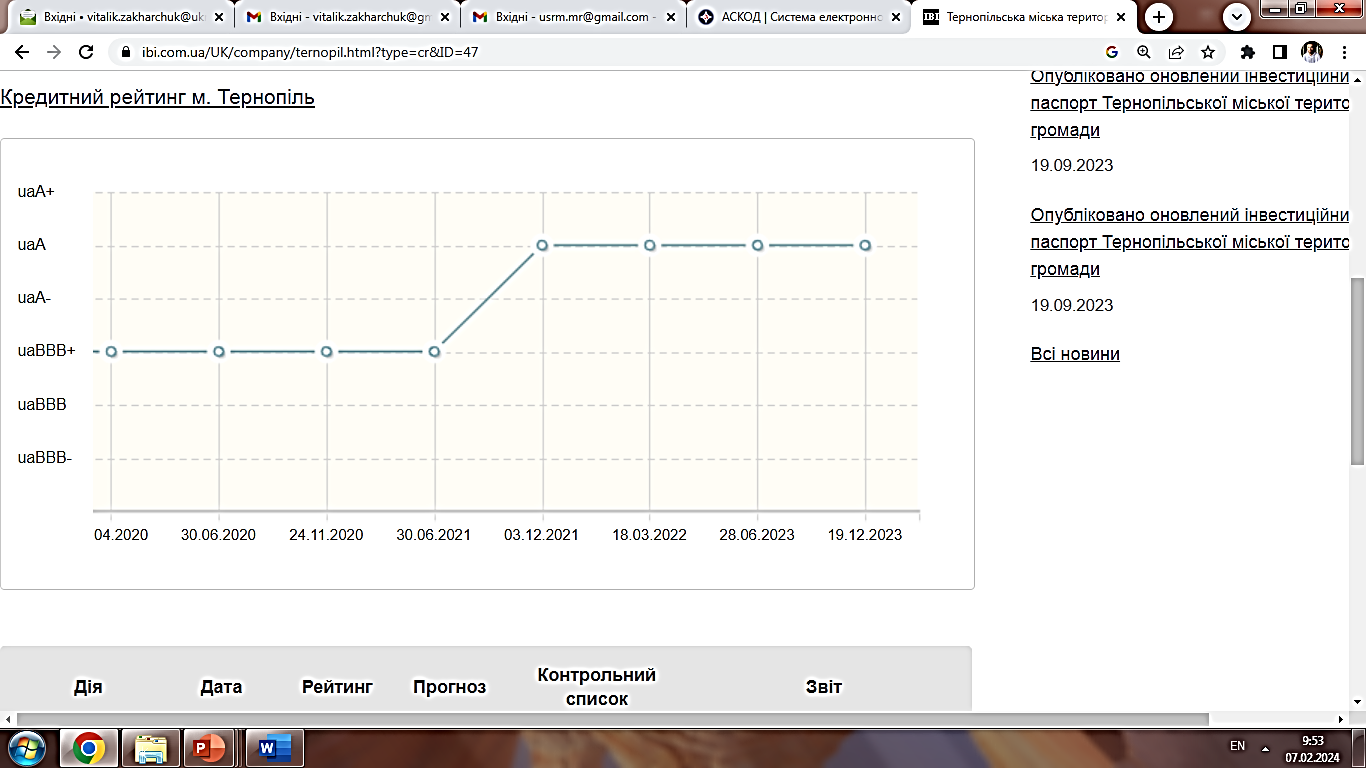 Вхідні • vitalik.zakharchuk@uk
Вхідні - vitalik.zakharchuk@gm
Вхідні - usrm.mr@gmail.com -
АСКОД | Система електроннс
IBI Тернопільська міська територ
ibi.com.ua/UK/company/ternopil.html?type=cr&ID=47
Кредитний рейтинг м. Тернопіль
uaA+
uaA
uaA-
uaBBB+
uaBBB
uaBBB-
04.2020 30.06.2020 24.11.2020 30.06.2021 03.12.2021 18.03.2022 28.06.2023 19.12.2023
Опубліковано оновлений інвестиційни
паспорт Тернопільської міської терито
громади
19.09.2023
Опубліковано оновлений інвестиційни
паспорт Тернопільської міської терито
громади
19.09.2023
Всі новини
Дія Дата Рейтинг Прогноз Контрольний
список Звіт
EN 9:53
07.02.2024